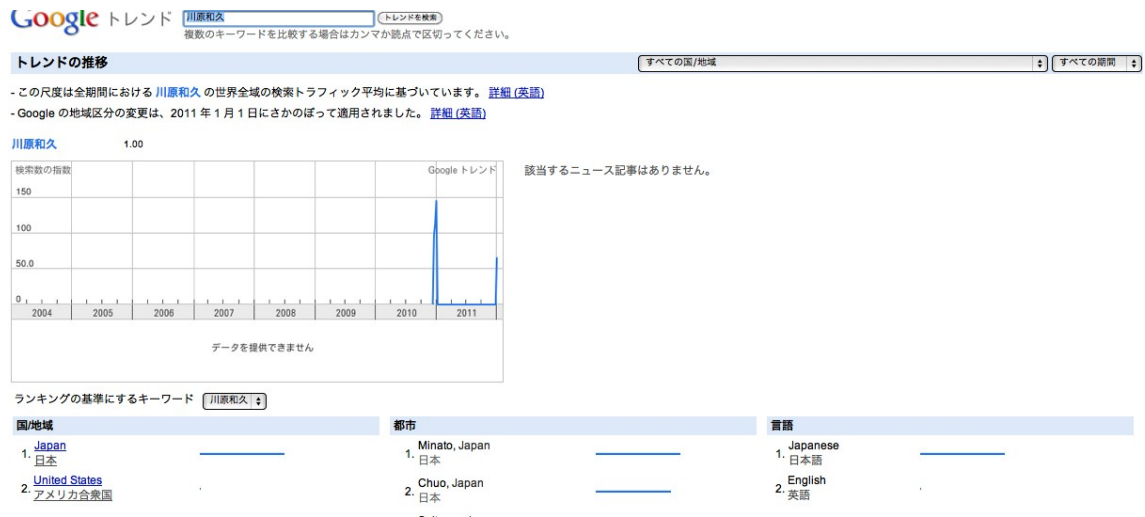 Google トレンド 川原和久 トレンドを検索
複数のキーワードを比較する場合はカンマか読点で区切ってください。
トレンドの推移 すべての国/地域 すべての期間
- この尺度は全期間における 川原和久 の世界全域の検索トラフィック平均に基づいています。 詳細 (英語)
- Google の地域区分の変更は、2011 年 1 月 1 日にさかのぼって適用されました。 詳細 (英語)
川原和久 1.00
検索数の指数 Google トレンド 該当するニュース記事はありません。
150
100
50.0
0
2004 2005 2006 2007 2008 2009 2010 2011
データを提供できません
ランキングの基準にするキーワード 川原和久
国/地域 都市 言語
1. Japan 1. Minato, Japan 1. Japanese
日本 日本 日本語
2. United States 2. Chuo, Japan 2. English
アメリカ合衆国 日本 英語